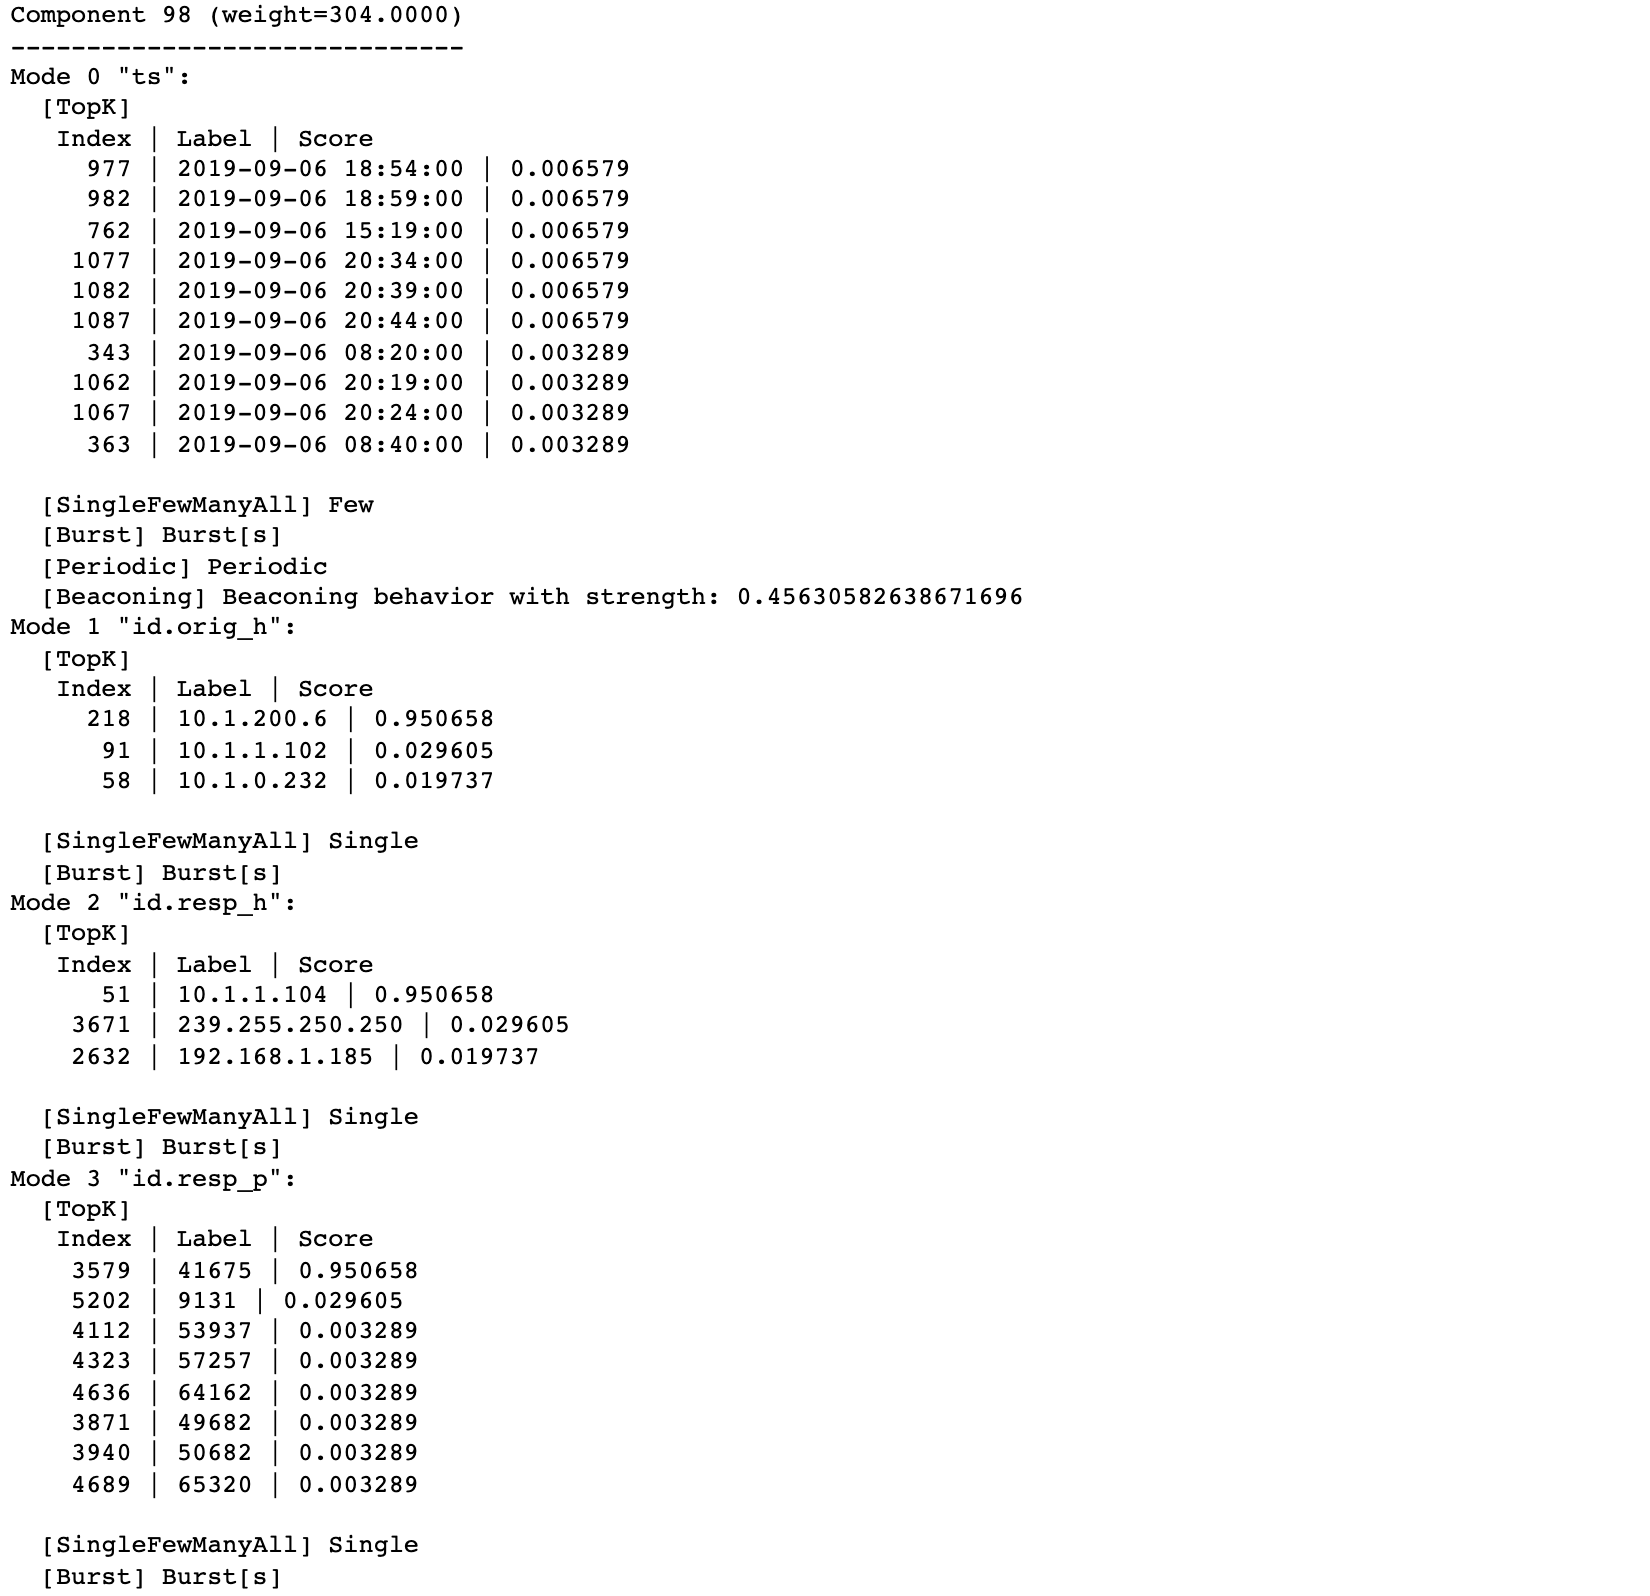 Component 98 (weight=304.0000)
------------------------------
Mode 0 "ts":
  [TopK]
   Index | Label | Score
     977 | 2019-09-06 18:54:00 | 0.006579
     982 | 2019-09-06 18:59:00 | 0.006579
     762 | 2019-09-06 15:19:00 | 0.006579
    1077 | 2019-09-06 20:34:00 | 0.006579
    1082 | 2019-09-06 20:39:00 | 0.006579
    1087 | 2019-09-06 20:44:00 | 0.006579
     343 | 2019-09-06 08:20:00 | 0.003289
    1062 | 2019-09-06 20:19:00 | 0.003289
    1067 | 2019-09-06 20:24:00 | 0.003289
     363 | 2019-09-06 08:40:00 | 0.003289

  [SingleFewManyAll] Few
  [Burst] Burst[s]
  [Periodic] Periodic
  [Beaconing] Beaconing behavior with strength: 0.45630582638671696
Mode 1 "id.orig_h":
  [TopK]
   Index | Label | Score
     218 | 10.1.200.6 | 0.950658
      91 | 10.1.1.102 | 0.029605
      58 | 10.1.0.232 | 0.019737

  [SingleFewManyAll] Single
  [Burst] Burst[s]
Mode 2 "id.resp_h":
  [TopK]
   Index | Label | Score
      51 | 10.1.1.104 | 0.950658
    3671 | 239.255.250.250 | 0.029605
    2632 | 192.168.1.185 | 0.019737

  [SingleFewManyAll] Single
  [Burst] Burst[s]
Mode 3 "id.resp_p":
  [TopK]
   Index | Label | Score
    3579 | 41675 | 0.950658
    5202 | 9131 | 0.029605
    4112 | 53937 | 0.003289
    4323 | 57257 | 0.003289
    4636 | 64162 | 0.003289
    3871 | 49682 | 0.003289
    3940 | 50682 | 0.003289
    4689 | 65320 | 0.003289

  [SingleFewManyAll] Single
  [Burst] Burst[s]